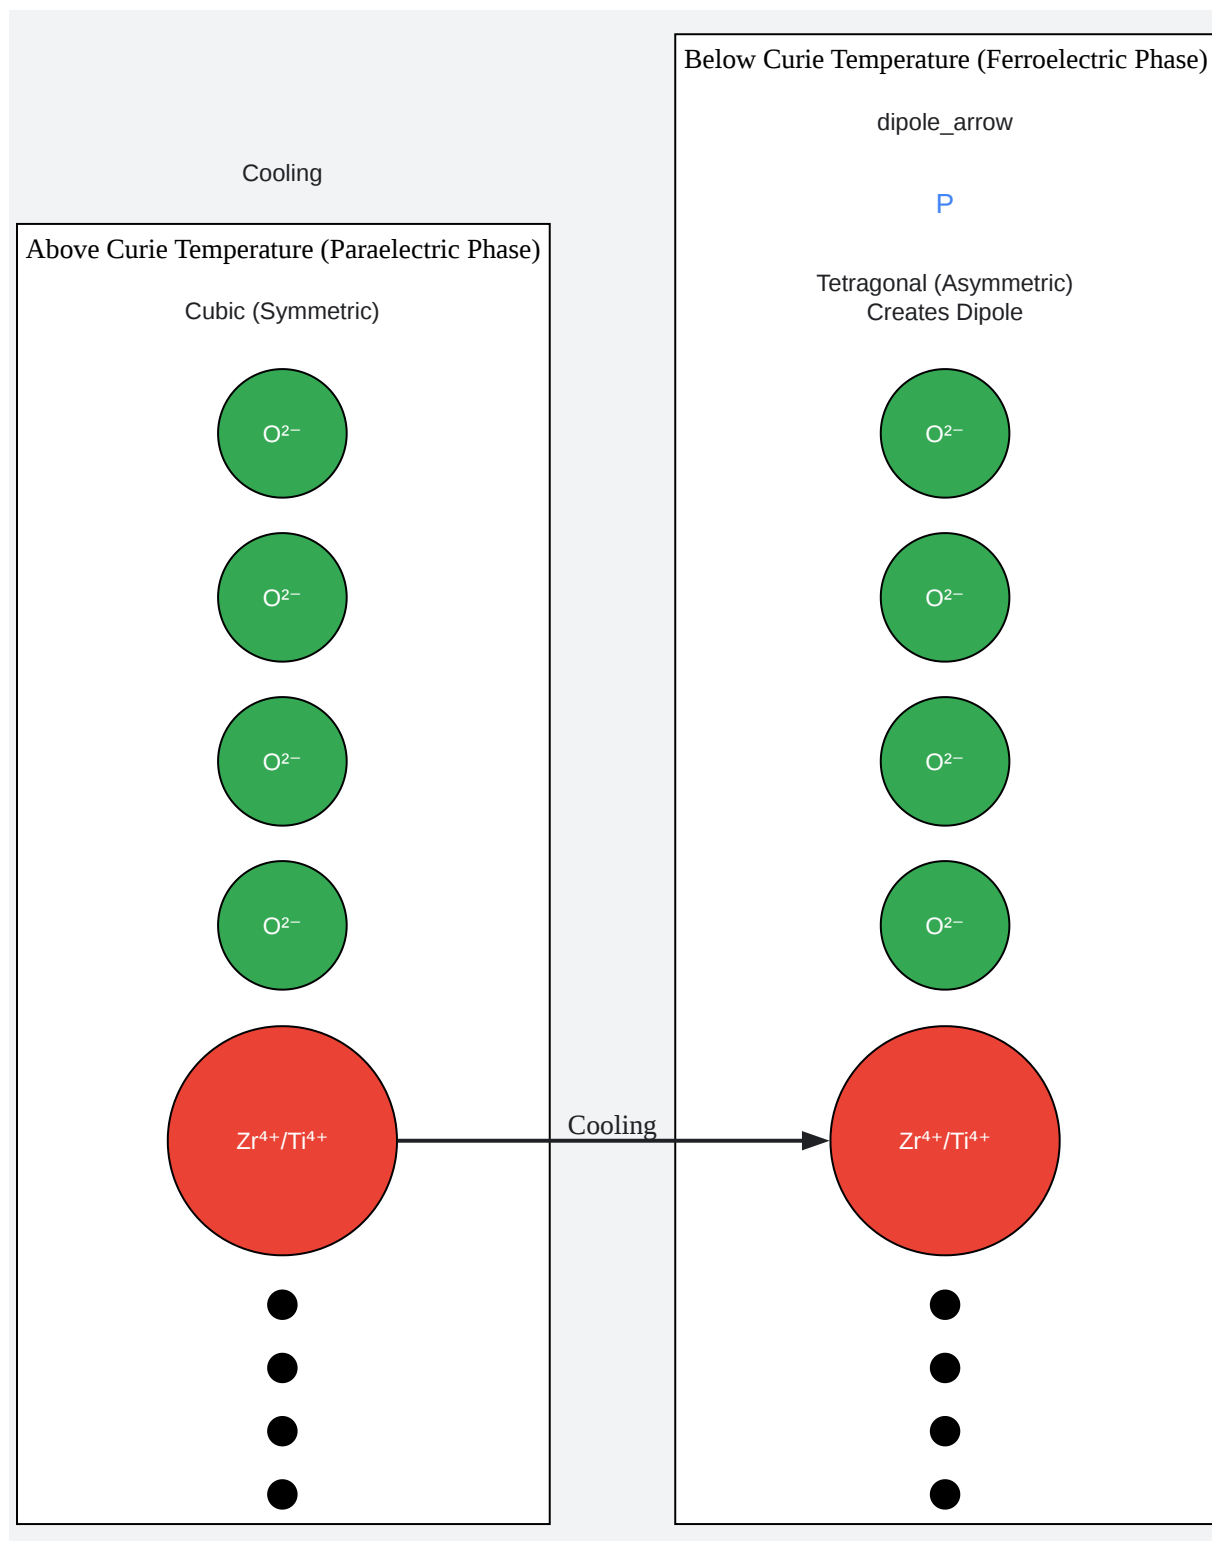 Cooling
Above Curie Temperature (Paraelectric Phase)
Cubic (Symmetric)
O²⁻
O²⁻
O²⁻
O²⁻
Zr⁴⁺/Ti⁴⁺
Cooling
Below Curie Temperature (Ferroelectric Phase)
dipole_arrow
P
Tetragonal (Asymmetric)
Creates Dipole
O²⁻
O²⁻
O²⁻
O²⁻
Zr⁴⁺/Ti⁴⁺